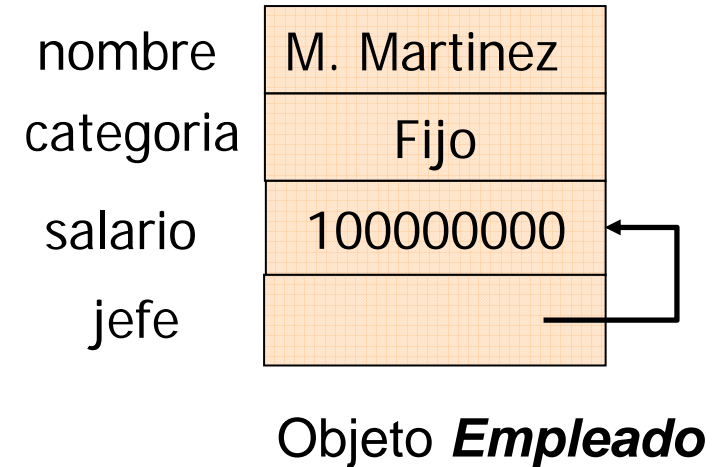 nombre M. Martinez
categoria Fijo
salario 100000000
jefe
Objeto Empleado